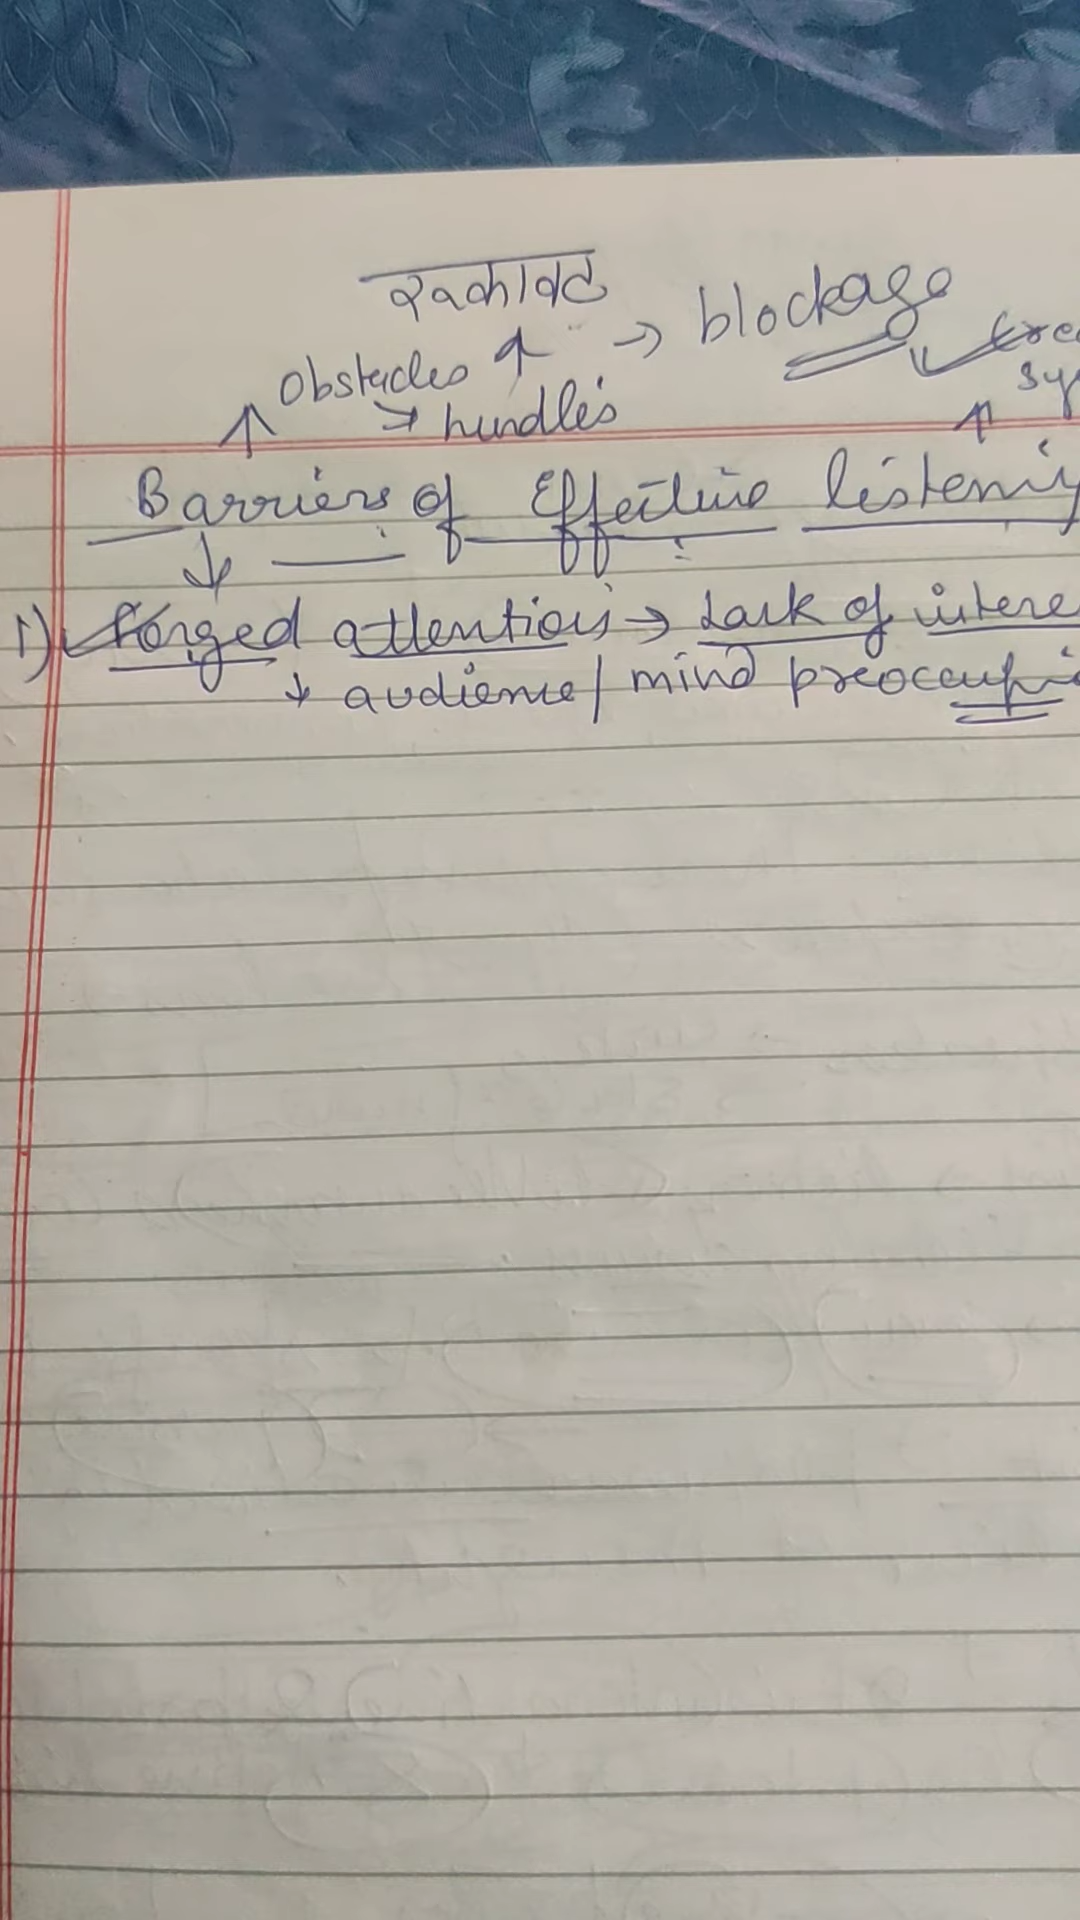 रुकावट
Obstacles → blockage
→ hurdles
Barriers of Effective listening
1) Forged attention → Lack of intere
audience / mind preoccupi